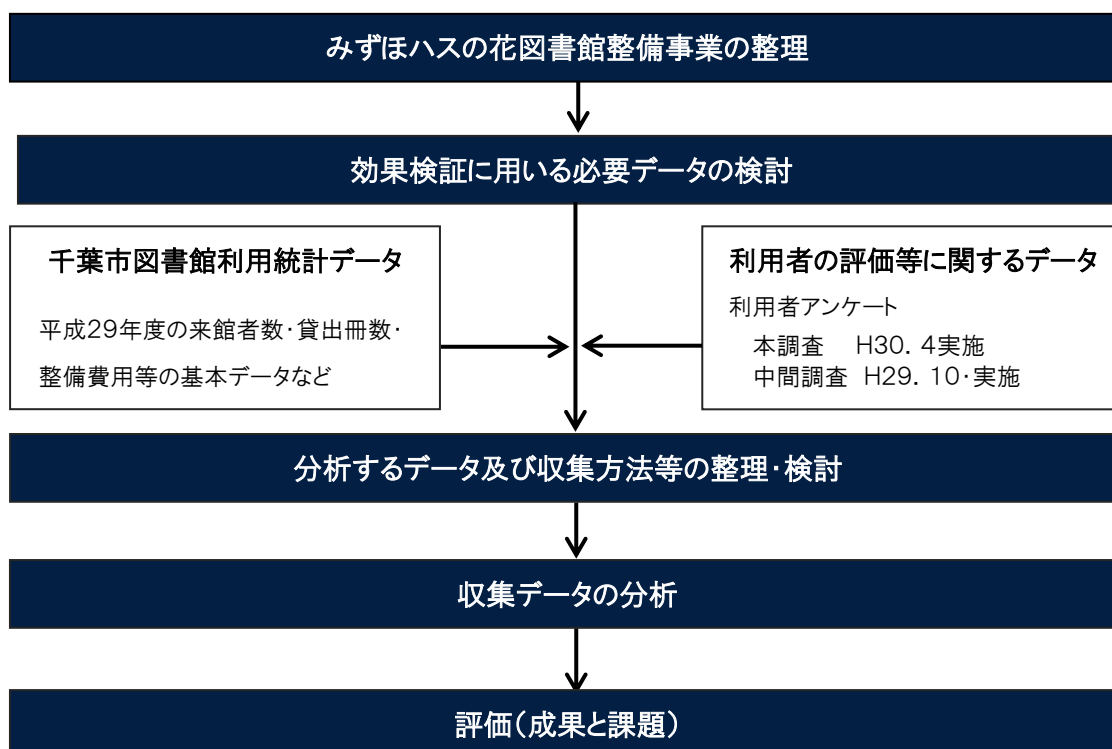 みずほハスの花図書館整備事業の整理
効果検証に用いる必要データの検討
千葉市図書館利用統計データ
平成29年度の来館者数･貸出冊数･
整備費用等の基本データなど
利用者の評価等に関するデータ
利用者アンケート
本調査　H30．4実施
中間調査 H29．10･実施
分析するデータ及び収集方法等の整理･検討
収集データの分析
評価（成果と課題）